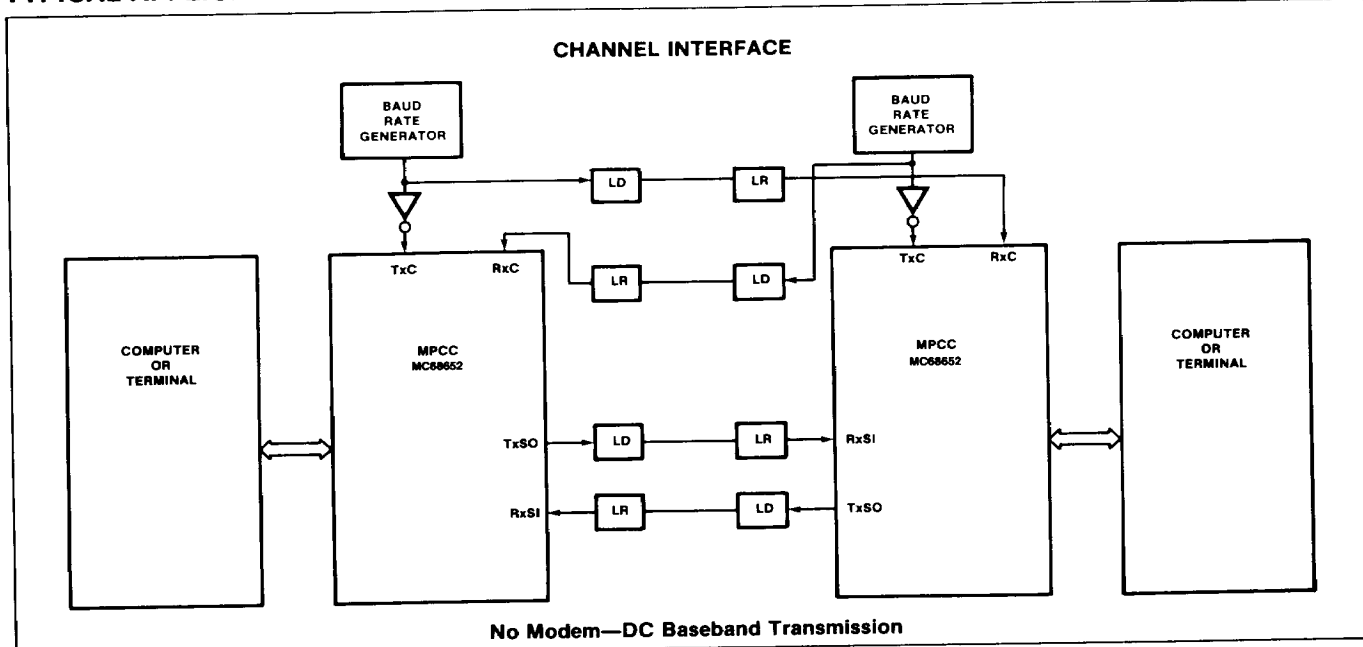 CHANNEL INTERFACE
BAUD
RATE
GENERATOR
BAUD
RATE
GENERATOR
LD
LR
TxC
RxC
LR
LD
TxC
RxC
COMPUTER
OR
TERMINAL
MPCC
MC68652
MPCC
MC68652
COMPUTER
OR
TERMINAL
TxSO
LD
LR
RxSI
RxSI
LR
LD
TxSO
No Modem—DC Baseband Transmission